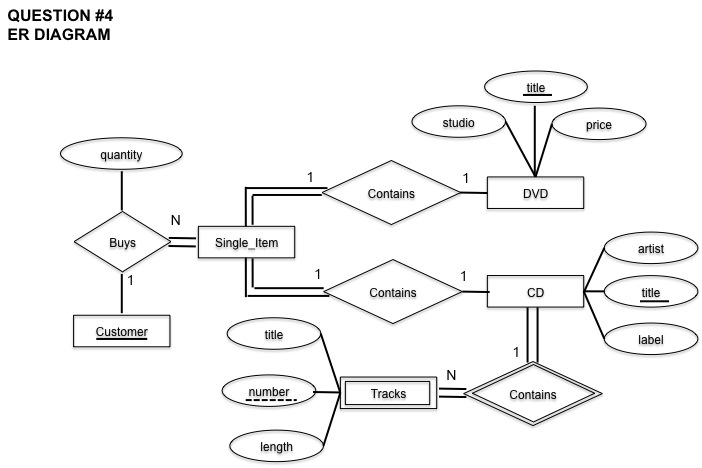 QUESTION #4
ER DIAGRAM
title
studio
price
quantity
1
Contains
1
DVD
N
Buys
Single_Item
artist
1
1
1
Contains
CD
title
Customer
title
label
1
N
number
Tracks
Contains
length